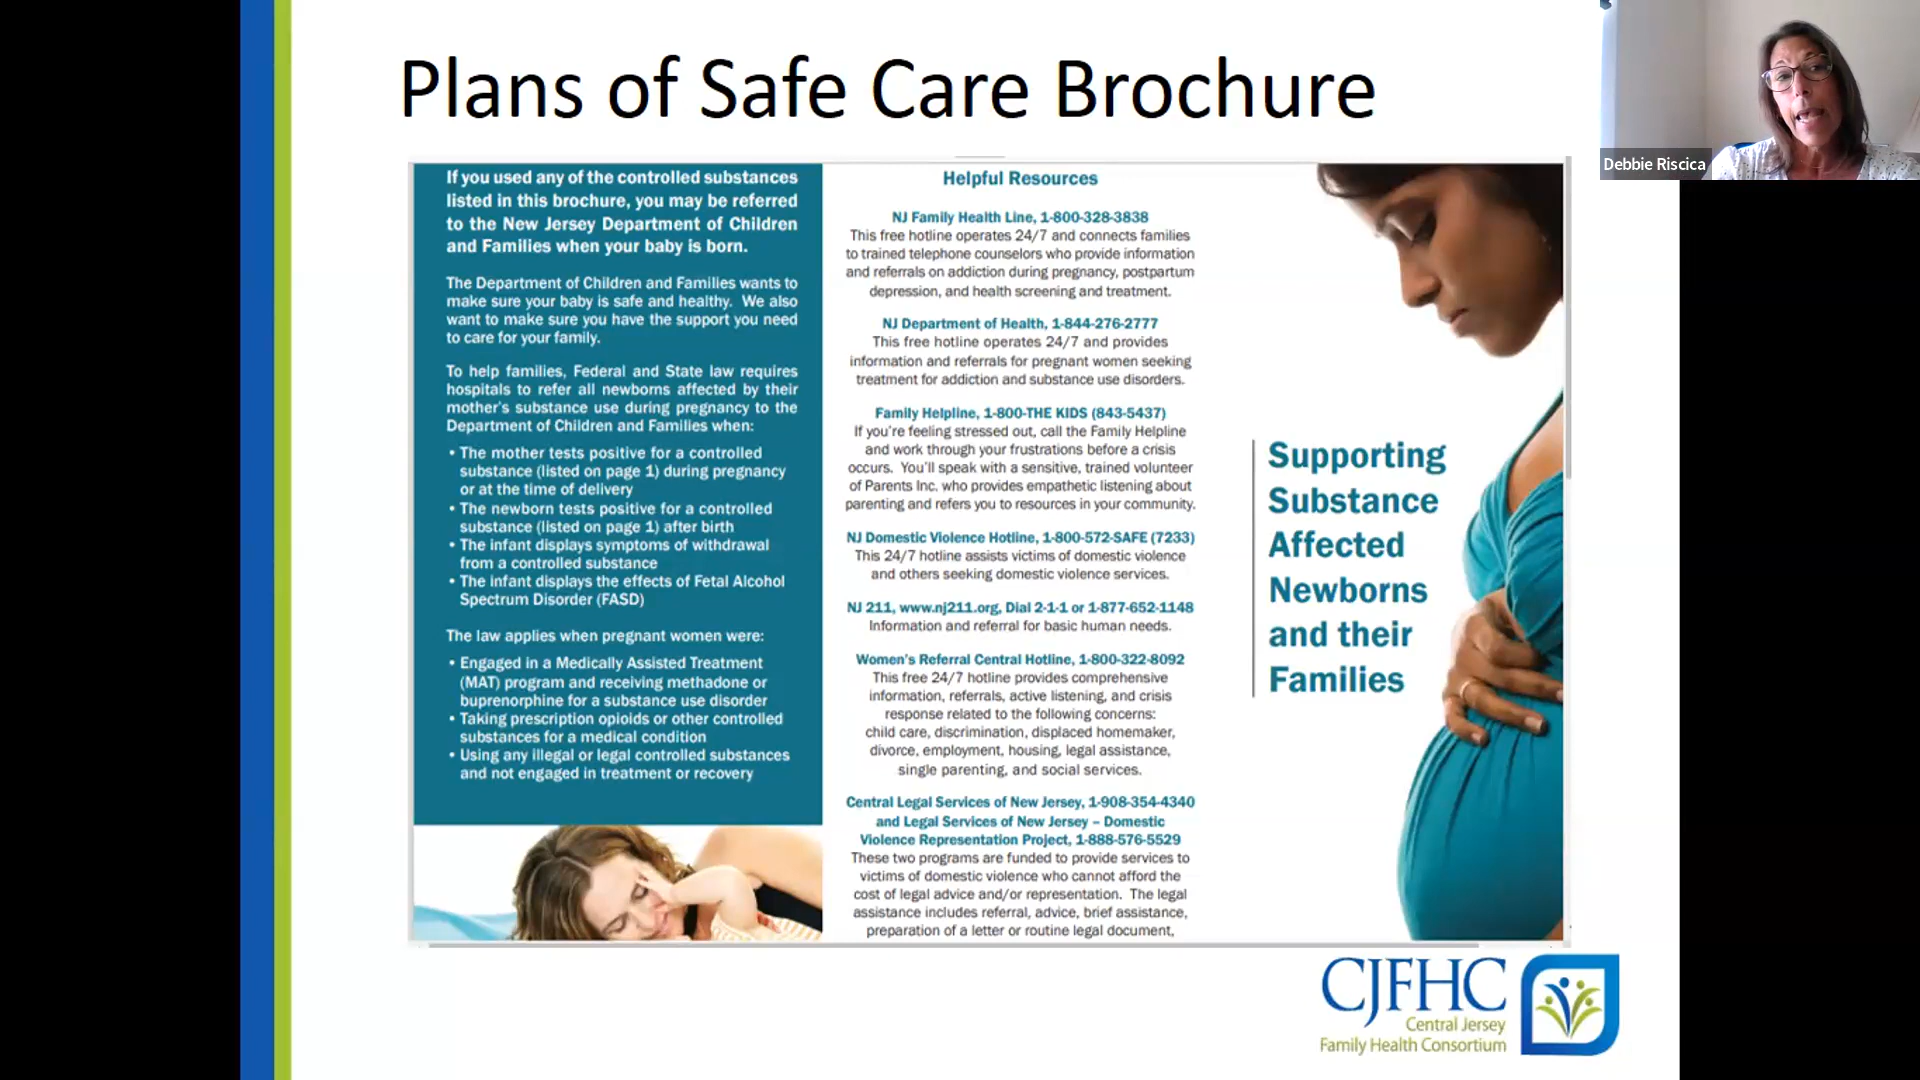 Plans of Safe Care Brochure
Debbie Riscica
If you used any of the controlled substances
listed in this brochure, you may be referred
to the New Jersey Department of Children
and Families when your baby is born.
The Department of Children and Families wants to
make sure your baby is safe and healthy. We also
want to make sure you have the support you need
to care for your family.
To help families, Federal and State law requires
hospitals to refer all newborns affected by their
mother's substance use during pregnancy to the
Department of Children and Families when:
• The mother tests positive for a controlled
substance (listed on page 1) during pregnancy
or at the time of delivery
• The newborn tests positive for a controlled
substance (listed on page 1) after birth
• The infant displays symptoms of withdrawal
from a controlled substance
• The infant displays the effects of Fetal Alcohol
Spectrum Disorder (FASD)
The law applies when pregnant women were:
• Engaged in a Medically Assisted Treatment
(MAT) program and receiving methadone or
buprenorphine for a substance use disorder
• Taking prescription opioids or other controlled
substances for a medical condition
• Using any illegal or legal controlled substances
and not engaged in treatment or recovery
Helpful Resources
NJ Family Health Line, 1-800-328-3838
This free hotline operates 24/7 and connects families
to trained telephone counselors who provide information
and referrals on addiction during pregnancy, postpartum
depression, and health screening and treatment.
NJ Department of Health, 1-844-276-2777
This free hotline operates 24/7 and provides
information and referrals for pregnant women seeking
treatment for addiction and substance use disorders.
Family Helpline, 1-800-THE KIDS (843-5437)
If you're feeling stressed out, call the Family Helpline
and work through your frustrations before a crisis
occurs. You'll speak with a sensitive, trained volunteer
of Parents Inc. who provides empathetic listening about
parenting and refers you to resources in your community.
NJ Domestic Violence Hotline, 1-800-572-SAFE (7233)
This 24/7 hotline assists victims of domestic violence
and others seeking domestic violence services.
NJ 211, www.nj211.org, Dial 2-1-1 or 1-877-652-1148
Information and referral for basic human needs.
Women's Referral Central Hotline, 1-800-322-8092
This free 24/7 hotline provides comprehensive
information, referrals, active listening, and crisis
response related to the following concerns:
child care, discrimination, displaced homemaker,
divorce, employment, housing, legal assistance,
single parenting, and social services.
Central Legal Services of New Jersey, 1-908-354-4340
and Legal Services of New Jersey – Domestic
Violence Representation Project, 1-888-576-5529
These two programs are funded to provide services to
victims of domestic violence who cannot afford the
cost of legal advice and/or representation. The legal
assistance includes referral, advice, brief assistance,
preparation of a letter or routine legal document,
Supporting
Substance
Affected
Newborns
and their
Families
CJFHC
Central Jersey
Family Health Consortium